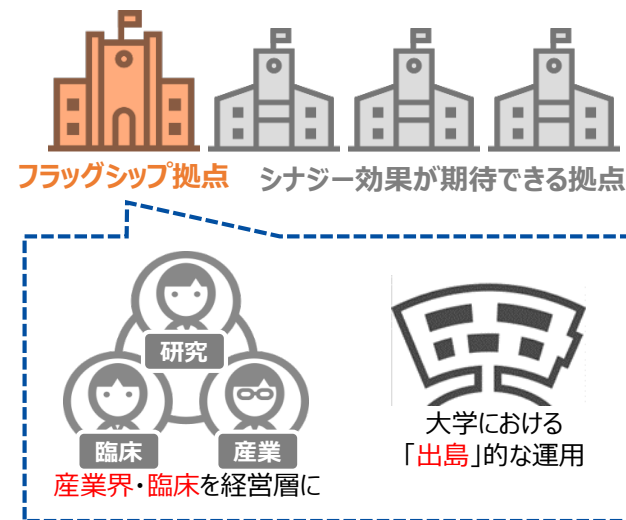 フラッグシップ拠点
シナジー効果が期待できる拠点
研究
臨床
産業
産業界・臨床を経営層に
大学における
「出島」的な運用